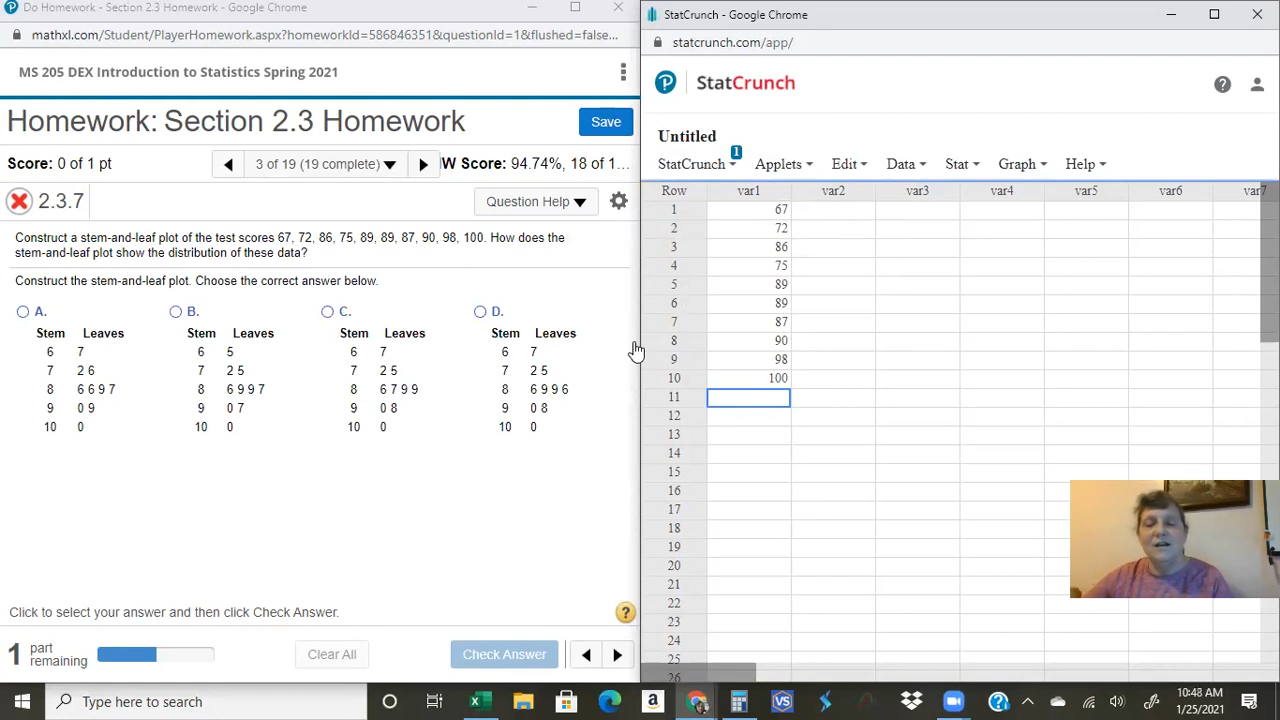 Do Homework - Section 2.3 Homework - Google Chrome
mathxl.com/Student/PlayerHomework.aspx?homeworkId=586846351&questionId=1&flushed=false...
MS 205 DEX Introduction to Statistics Spring 2021
Homework: Section 2.3 Homework
Save
Score: 0 of 1 pt
3 of 19 (19 complete)
W Score: 94.74%, 18 of 1...
2.3.7
Question Help
Construct a stem-and-leaf plot of the test scores 67, 72, 86, 75, 89, 89, 87, 90, 98, 100. How does the
stem-and-leaf plot show the distribution of these data?
Construct the stem-and-leaf plot. Choose the correct answer below.
A.
Stem Leaves
6 7
7 2 6
8 6 6 9 7
9 0 9
10 0
B.
Stem Leaves
6 5
7 2 5
8 6 9 9 7
9 0 7
10 0
C.
Stem Leaves
6 7
7 2 5
8 6 7 9 9
9 0 8
10 0
D.
Stem Leaves
6 7
7 2 5
8 6 9 9 6
9 0 8
10 0
Click to select your answer and then click Check Answer.
?
1 part
remaining
Clear All
Check Answer
StatCrunch - Google Chrome
statcrunch.com/app/
P StatCrunch
?
Untitled
1
StatCrunch Applets Edit Data Stat Graph Help
Row var1 var2 var3 var4 var5 var6 var7
1 67
2 72
3 86
4 75
5 89
6 89
7 87
8 90
9 98
10 100
11
12
13
14
15
16
17
18
19
20
21
22
23
24
25
26
Type here to search
10:48 AM
1/25/2021